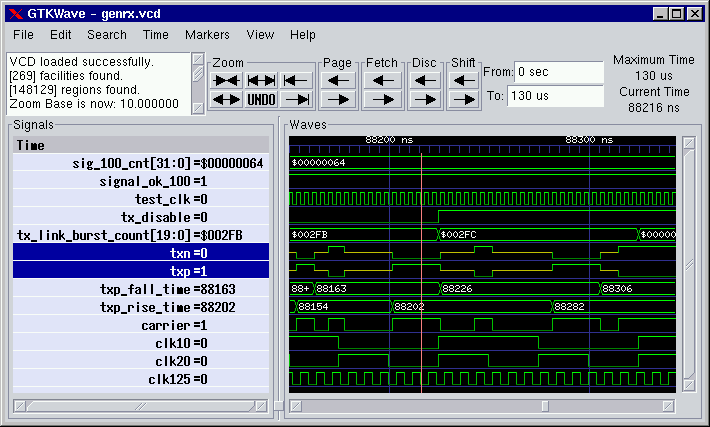 GTKWave - genrx.vcd
File Edit Search Time Markers View Help
VCD loaded successfully.
[269] facilities found.
[148129] regions found.
Zoom Base is now: 10.000000
Zoom
UNDO
Page
Fetch
Disc
Shift
From: 0 sec
To: 130 us
Maximum Time
130 us
Current Time
88216 ns
Signals
Waves
Time
88200 ns 88300 ns
sig_100_cnt[31:0] =$00000064
$00000064
signal_ok_100 =1
test_clk =0
tx_disable =0
tx_link_burst_count[19:0] =$002FB
$002FB $002FC $00000
txn =0
txp =1
txp_fall_time =88163
88+ 88163 88226 88306
txp_rise_time =88202
88154 88202 88282
carrier =1
clk10 =0
clk20 =0
clk125 =0